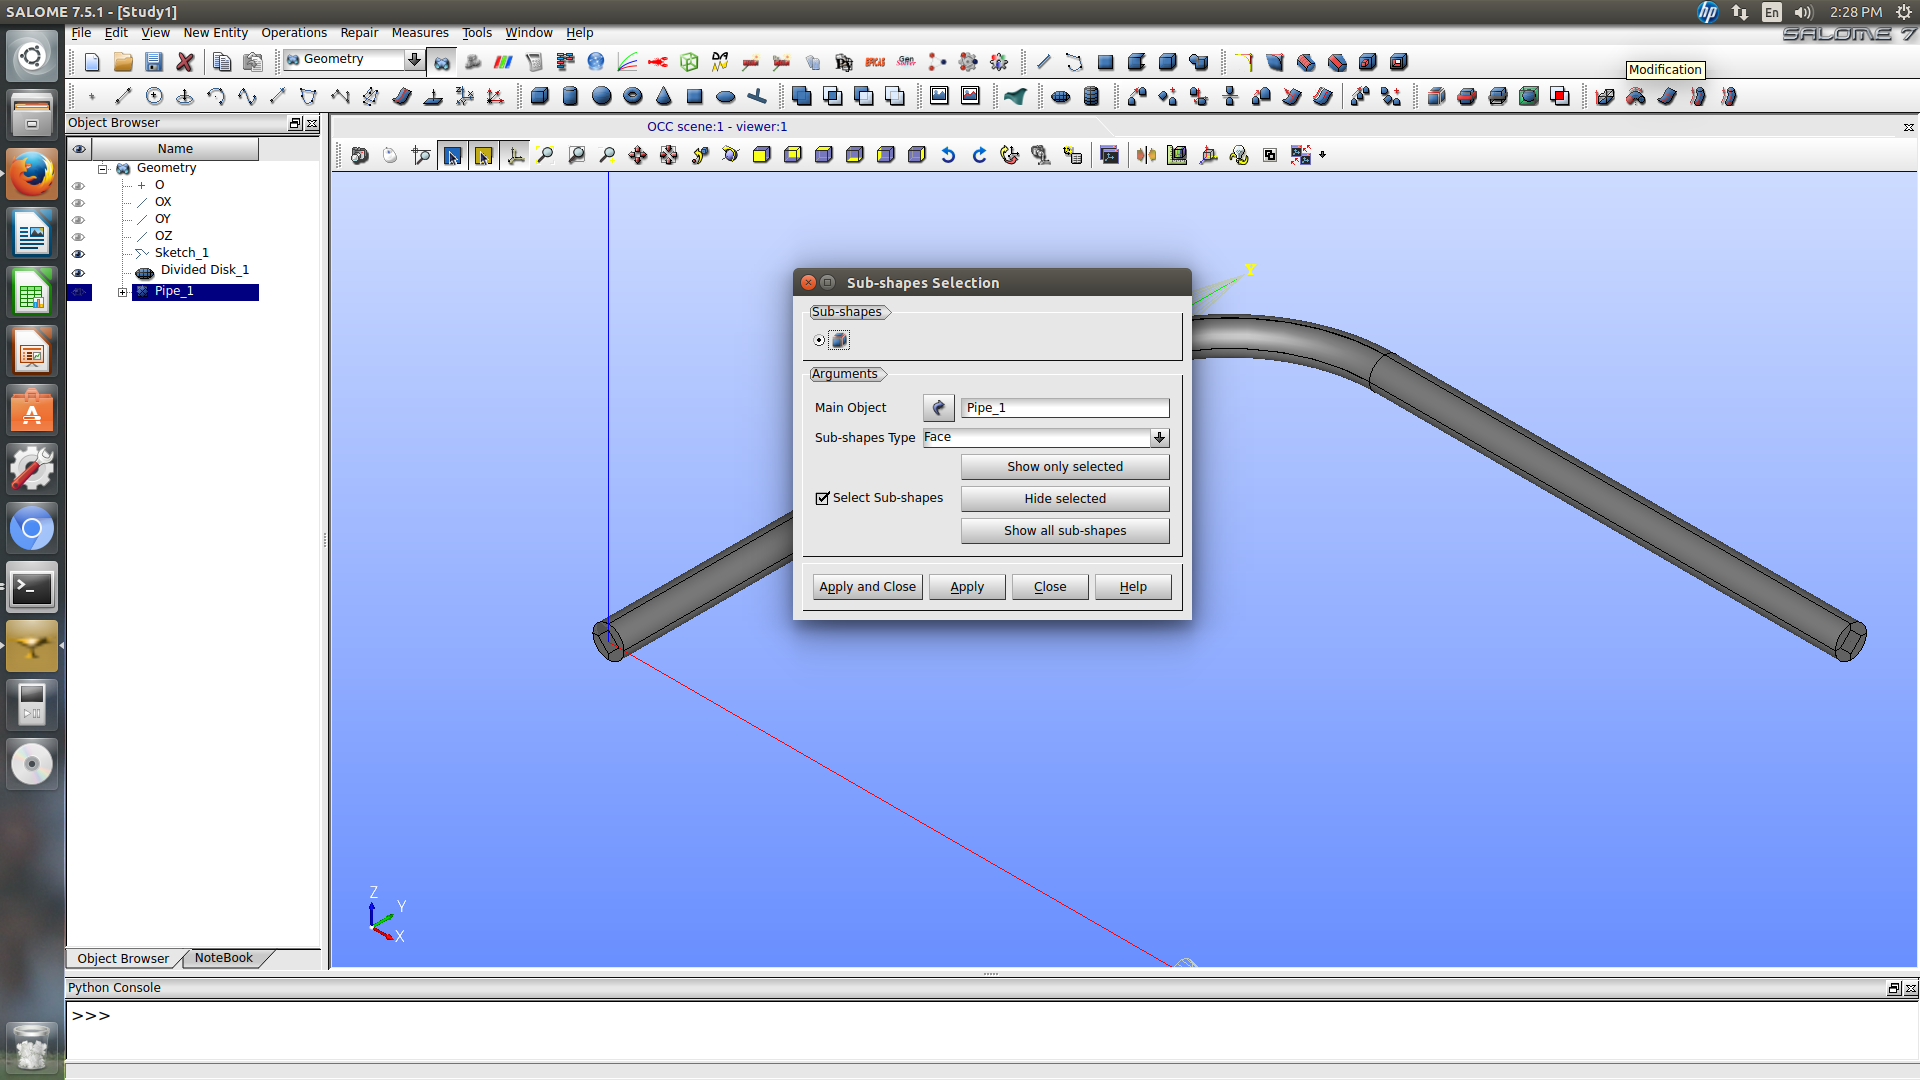 SALOME 7.5.1 - [Study1]
En
2:28 PM
File Edit View New Entity Operations Repair Measures Tools Window Help
SALOME 7
Geometry
Modification
Object Browser
OCC scene:1 - viewer:1
Name
Geometry
O
OX
OY
OZ
Sketch_1
Divided Disk_1
Pipe_1
Y
Sub-shapes Selection
Sub-shapes
Arguments
Main Object
Pipe_1
Sub-shapes Type
Face
Show only selected
Select Sub-shapes
Hide selected
Show all sub-shapes
Apply and Close
Apply
Close
Help
Z
Y
X
Object Browser
NoteBook
Python Console
>>>